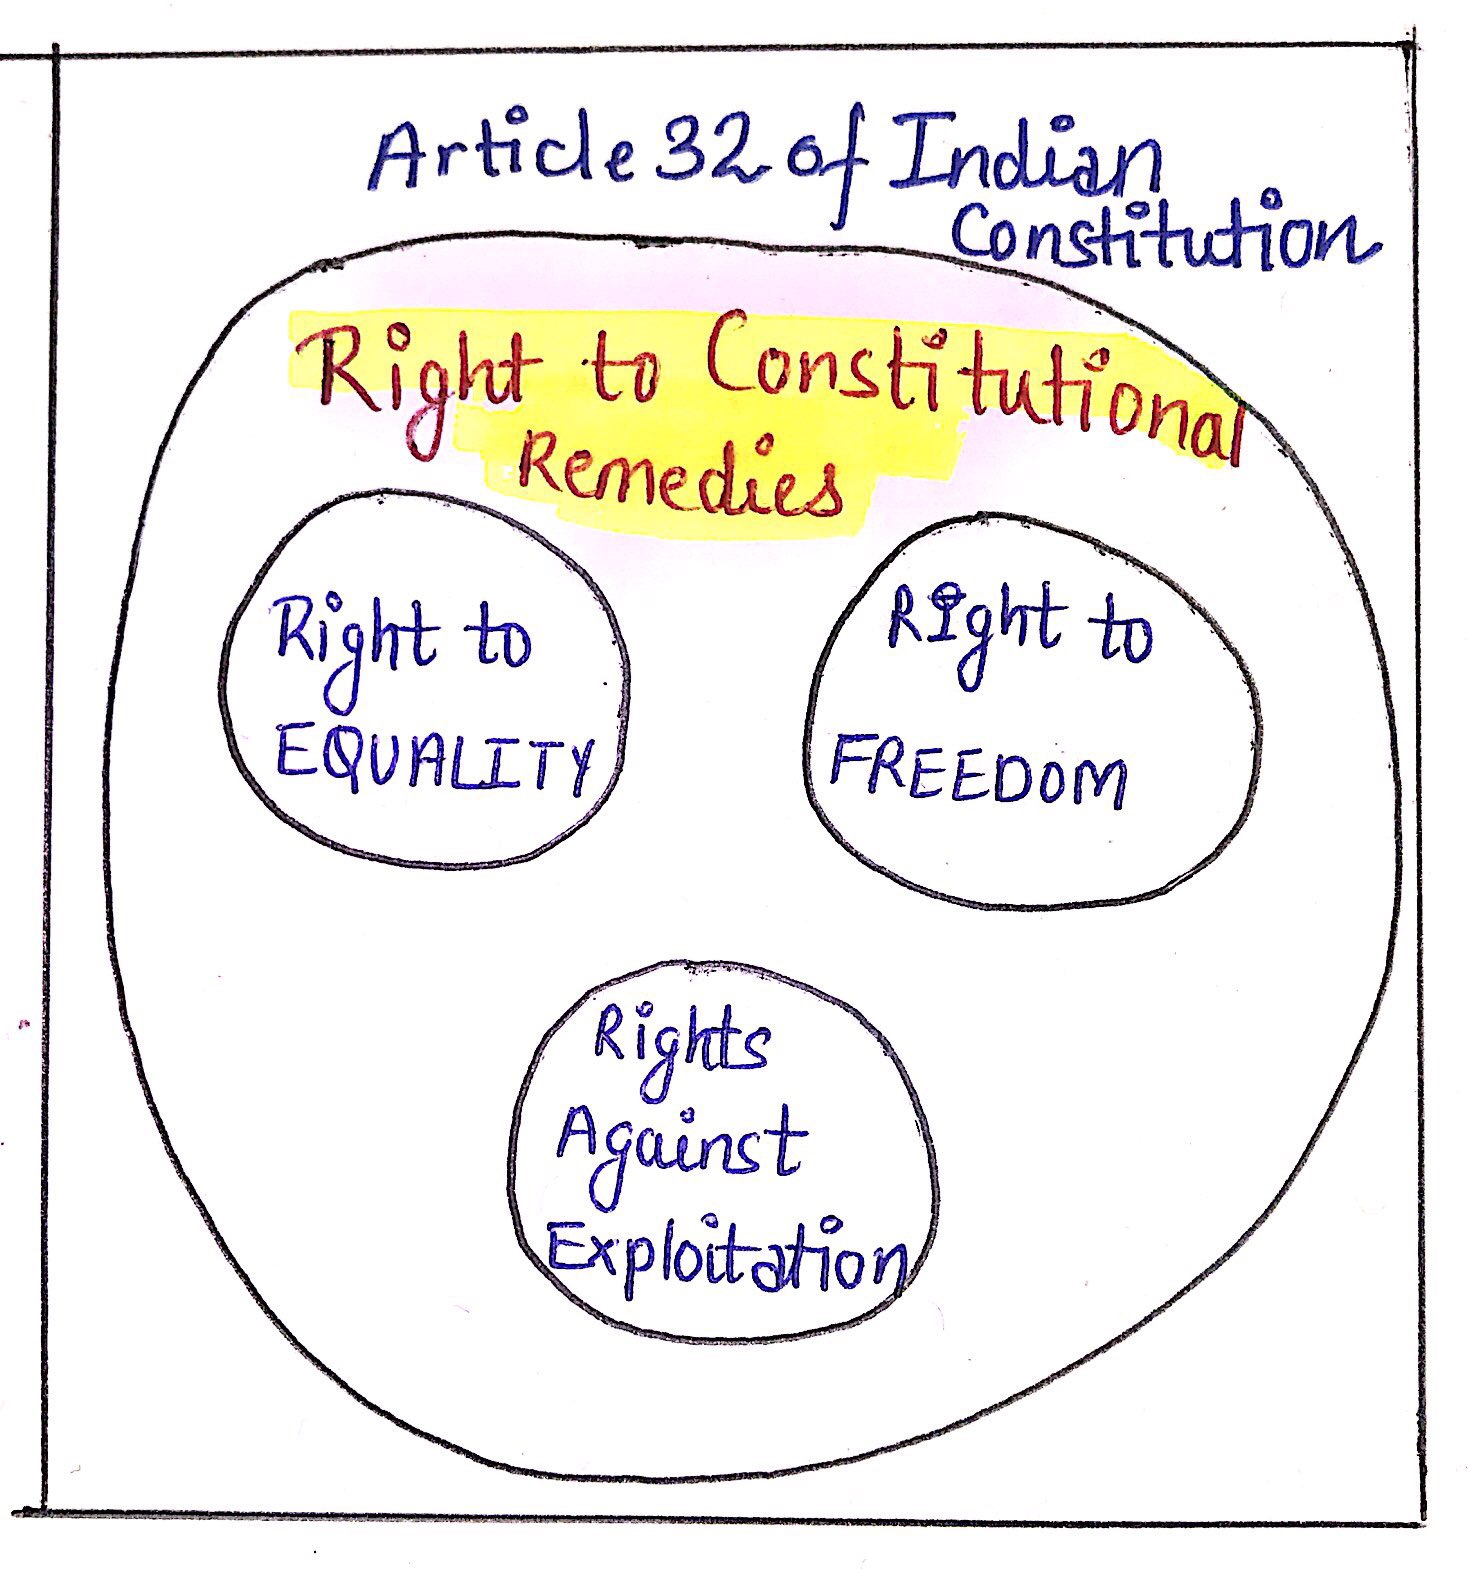 Article 32 of Indian
Constitution
Right to Constitutional
Remedies
Right to
EQUALITY
RIght to
FREEDOM
Rights
Against
Exploitation